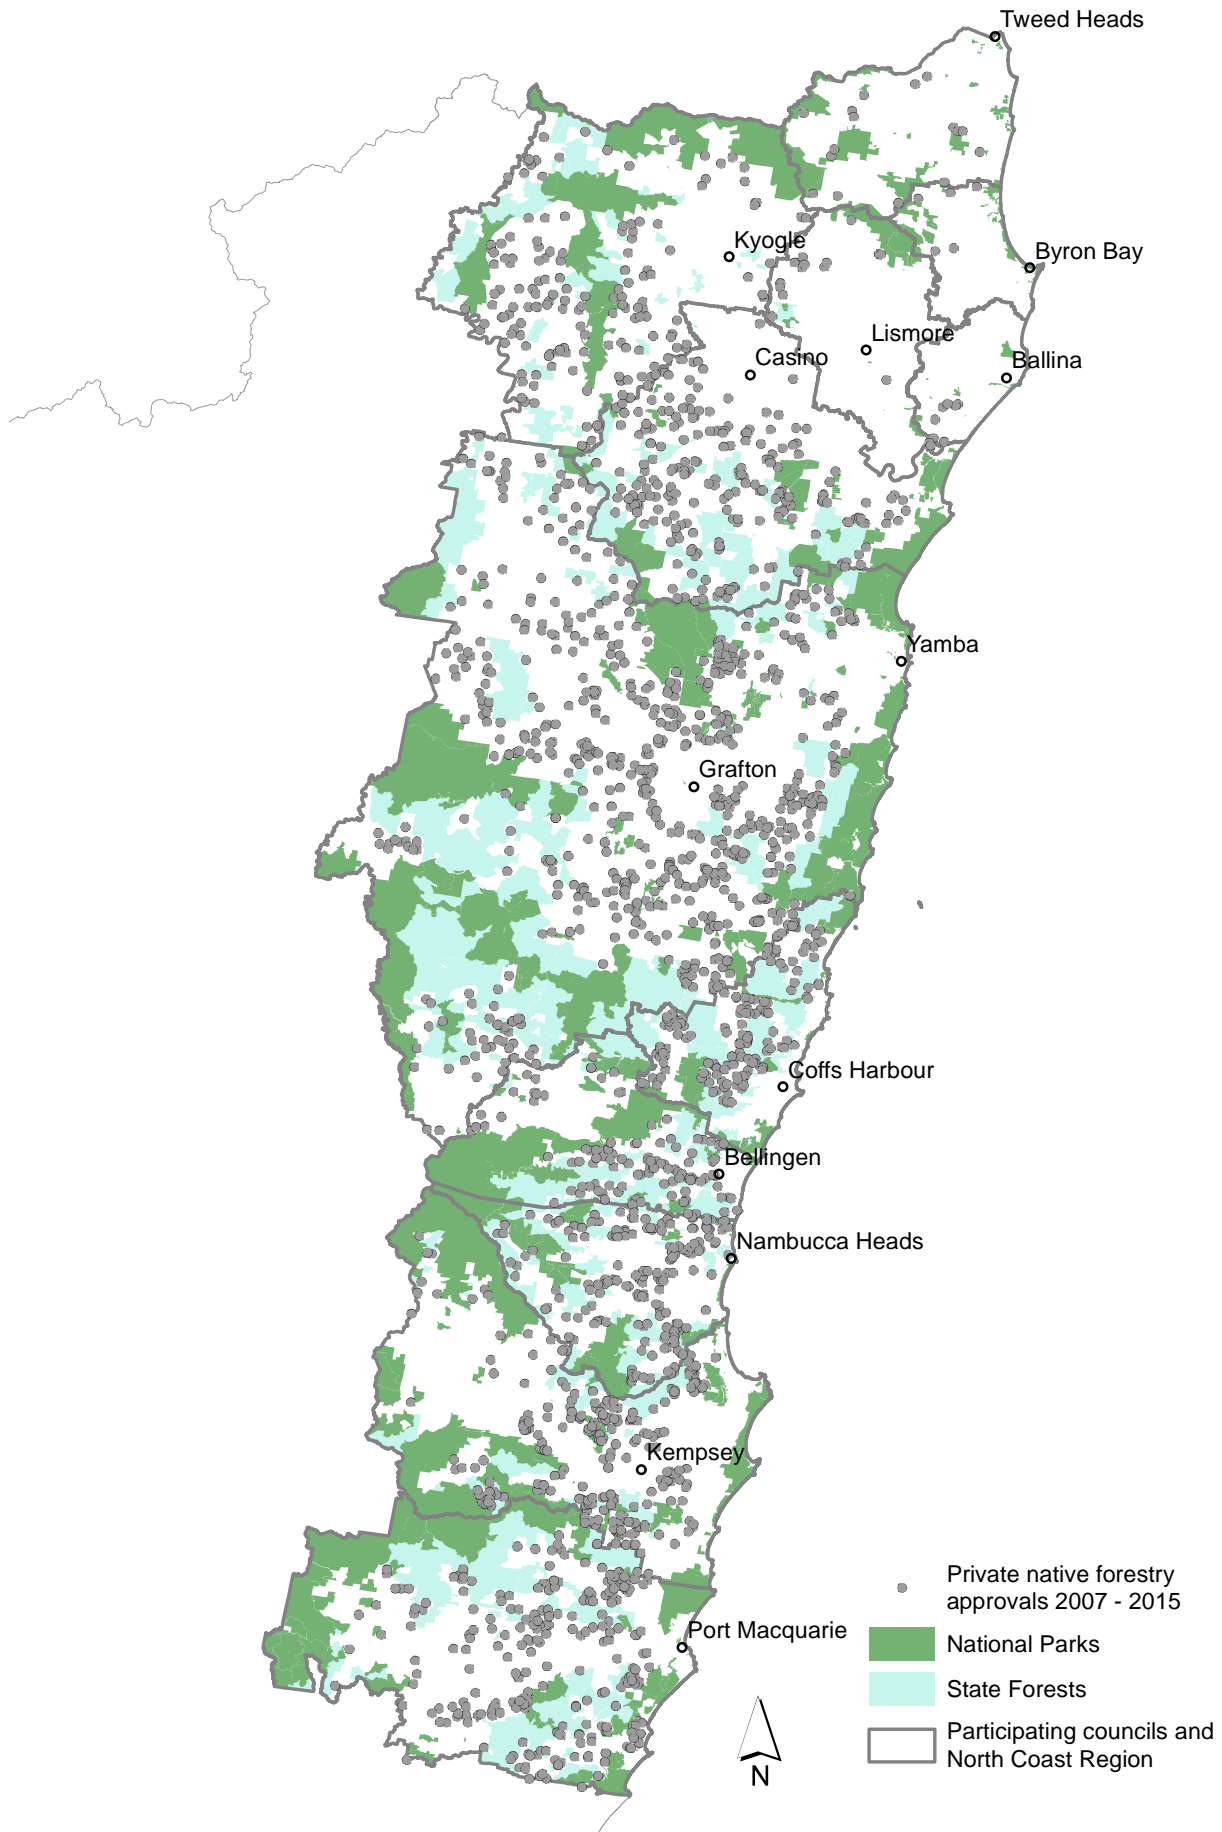 Tweed Heads
Kyogle
Byron Bay
Lismore
Casino
Ballina
Yamba
Grafton
Coffs Harbour
Bellingen
Nambucca Heads
Kempsey
Port Macquarie
Private native forestry
approvals 2007 - 2015
National Parks
State Forests
Participating councils and
North Coast Region
N